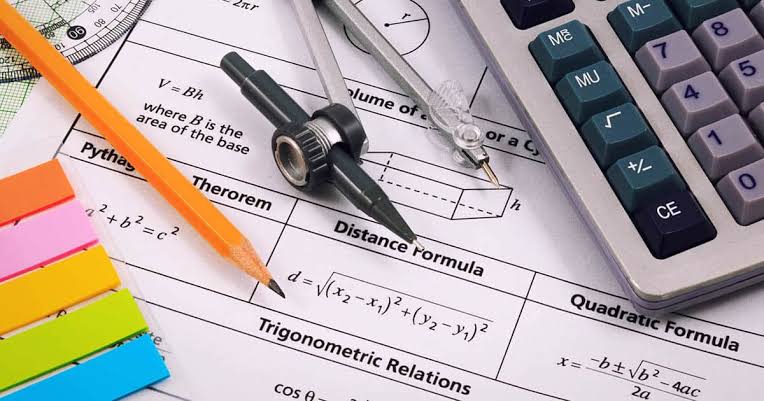 90
2πr
r
V = Bh
where B is the
area of the base
olume of a
or a Cy
h
Pythag Therorem
a² + b² = c²
Distance Formula
d = √(x₂ - x₁)² + (y₂ - y₁)²
Quadratic Formula
x = -b ± √b² - 4ac
2a
Trigonometric Relations
cos θ =
M-
MU
√
+/-
CE
7
8
4
5
1
0